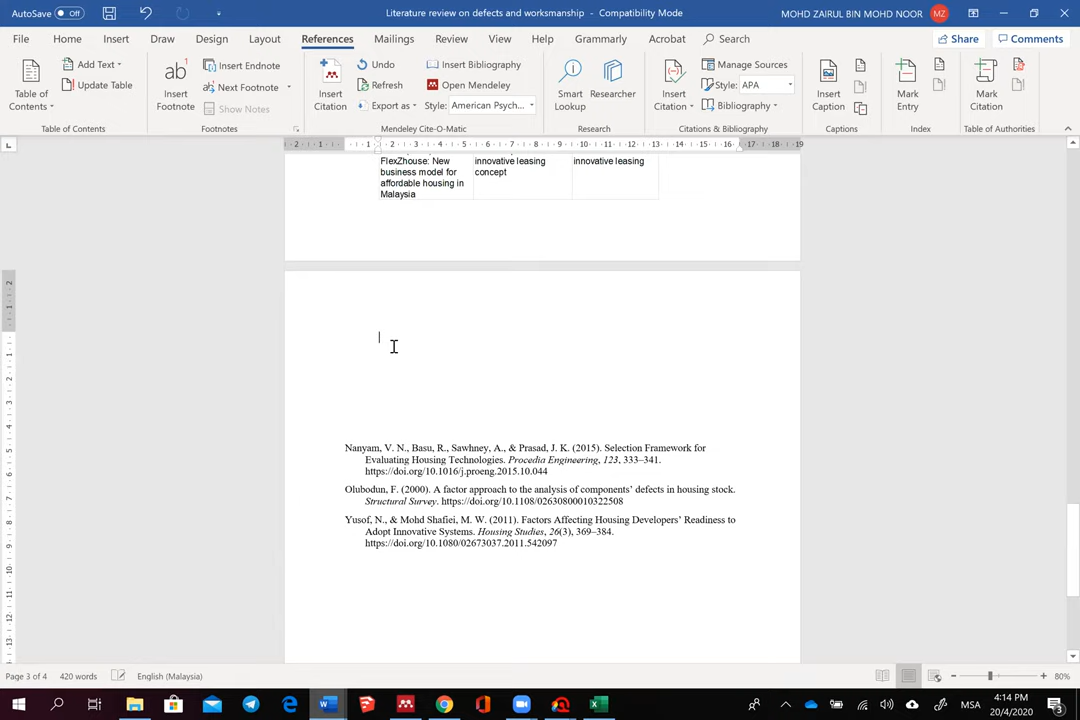 AutoSave Off
Literature review on defects and worksmanship - Compatibility Mode
MOHD ZAIRUL BIN MOHD NOOR MZ
File Home Insert Draw Design Layout References Mailings Review View Help Grammarly Acrobat Search Share Comments
Table of Contents
Add Text
Update Table
Table of Contents
ab1
Insert Footnote
Insert Endnote
Next Footnote
Show Notes
Footnotes
Insert Citation
Undo
Refresh
Export as
Insert Bibliography
Open Mendeley
Style: American Psych...
Mendeley Cite-O-Matic
Smart Lookup
Researcher
Research
Insert Citation
Manage Sources
Style: APA
Bibliography
Citations & Bibliography
Insert Caption
Captions
Mark Entry
Index
Mark Citation
Table of Authorities
FlexZhouse: New
business model for
affordable housing in
Malaysia
innovative leasing
concept
innovative leasing
Nanyam, V. N., Basu, R., Sawhney, A., & Prasad, J. K. (2015). Selection Framework for
Evaluating Housing Technologies. Procedia Engineering, 123, 333–341.
https://doi.org/10.1016/j.proeng.2015.10.044
Olubodun, F. (2000). A factor approach to the analysis of components’ defects in housing stock.
Structural Survey. https://doi.org/10.1108/02630800010322508
Yusof, N., & Mohd Shafiei, M. W. (2011). Factors Affecting Housing Developers’ Readiness to
Adopt Innovative Systems. Housing Studies, 26(3), 369–384.
https://doi.org/10.1080/02673037.2011.542097
Page 3 of 4 420 words English (Malaysia) 80%
MSA
4:14 PM
20/4/2020
3